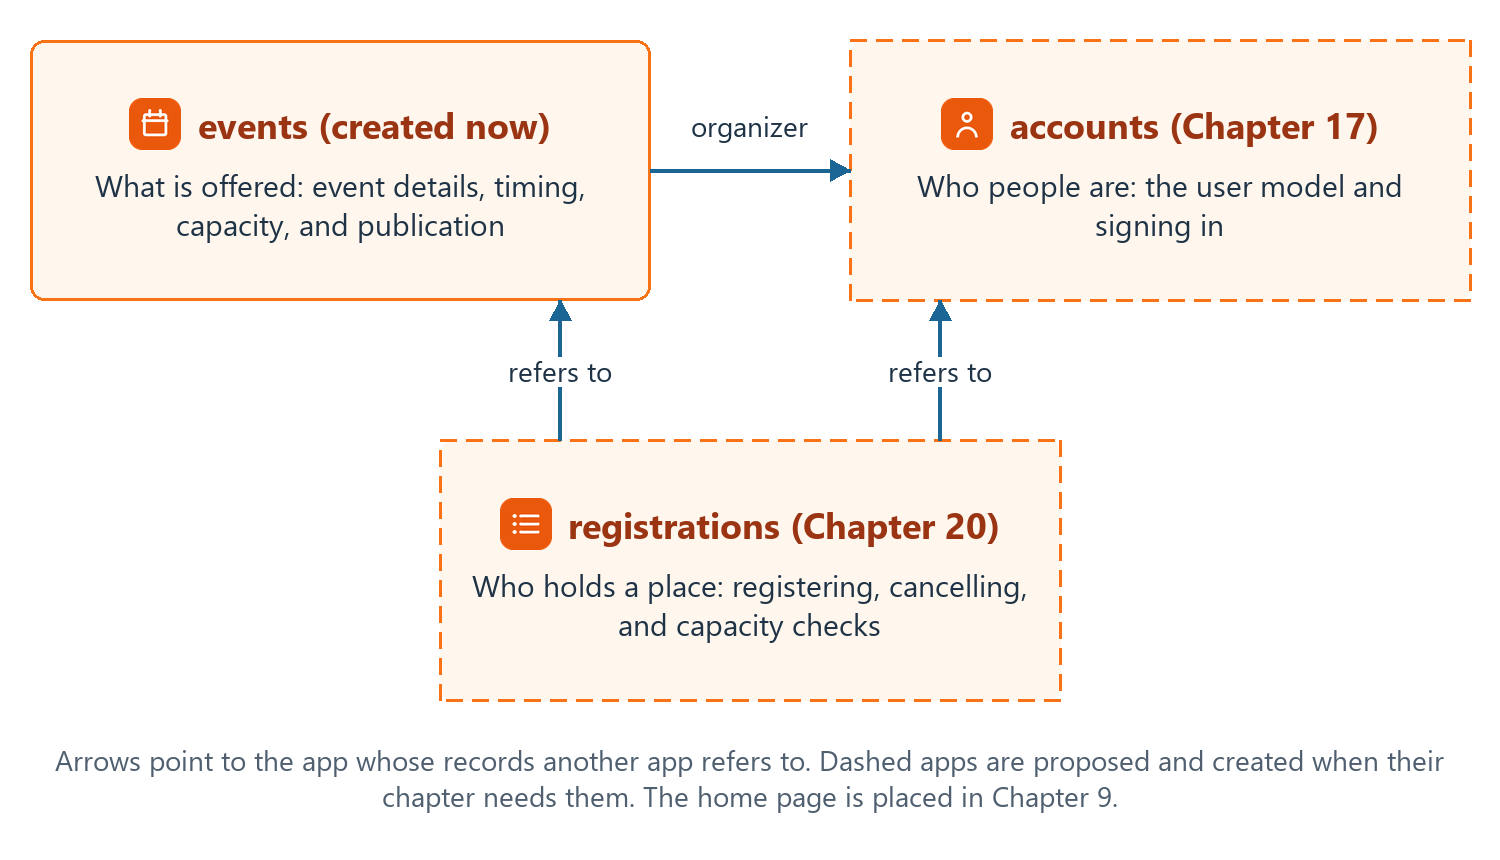 events (created now)
What is offered: event details, timing,
capacity, and publication
organizer
accounts (Chapter 17)
Who people are: the user model and
signing in
refers to
refers to
registrations (Chapter 20)
Who holds a place: registering, cancelling,
and capacity checks
Arrows point to the app whose records another app refers to. Dashed apps are proposed and created when their
chapter needs them. The home page is placed in Chapter 9.